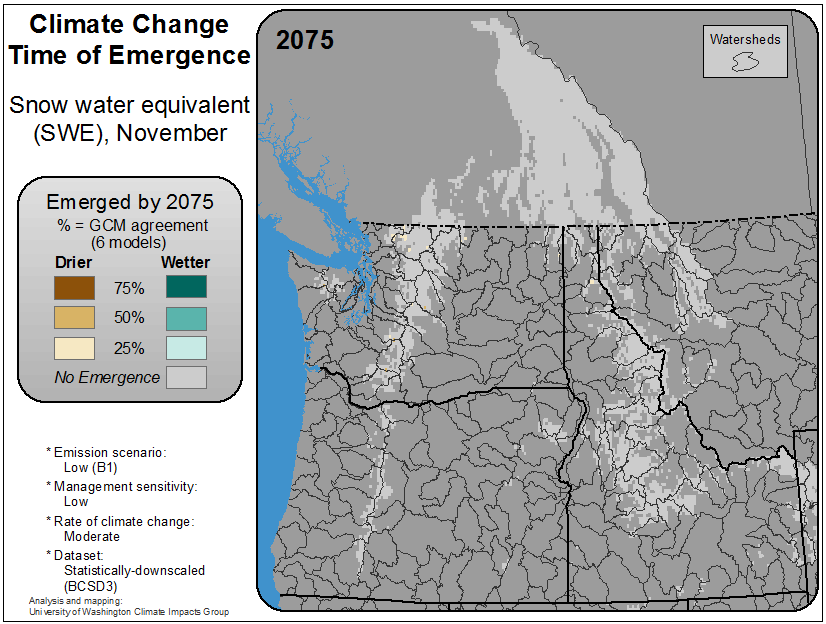 Climate Change
Time of Emergence
Snow water equivalent
(SWE), November
Emerged by 2075
% = GCM agreement
(6 models)
Drier Wetter
75%
50%
25%
No Emergence
* Emission scenario:
Low (B1)
* Management sensitivity:
Low
* Rate of climate change:
Moderate
* Dataset:
Statistically-downscaled
(BCSD3)
Analysis and mapping:
University of Washington Climate Impacts Group
2075
Watersheds